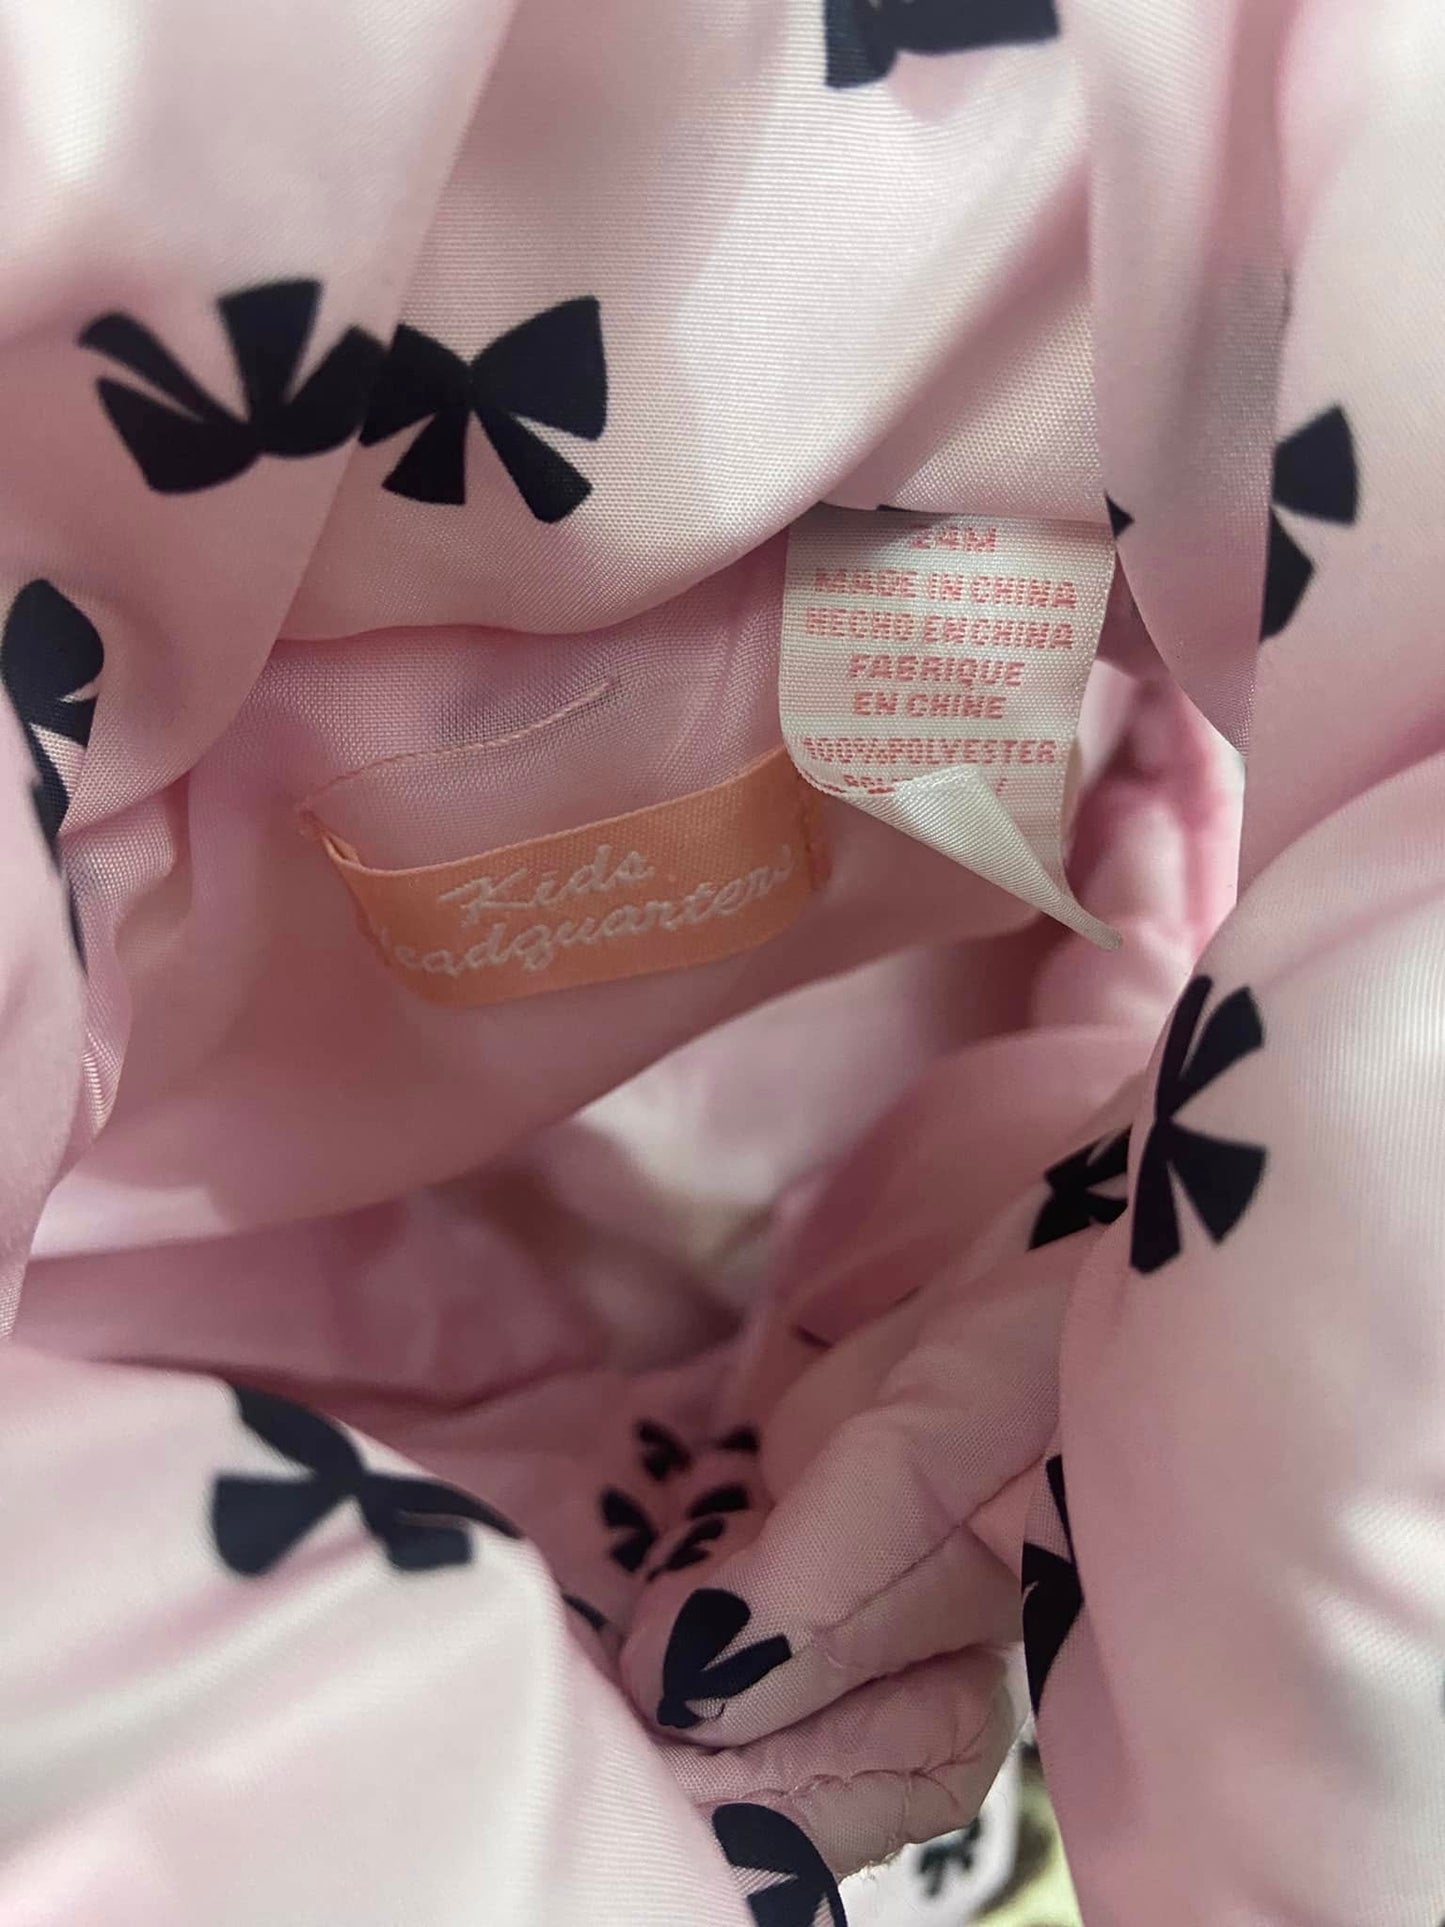 24M
MADE IN CHINA
HECHO EN CHINA
FABRIQUE
EN CHINE
100% POLYESTER
Kids
Headquarters